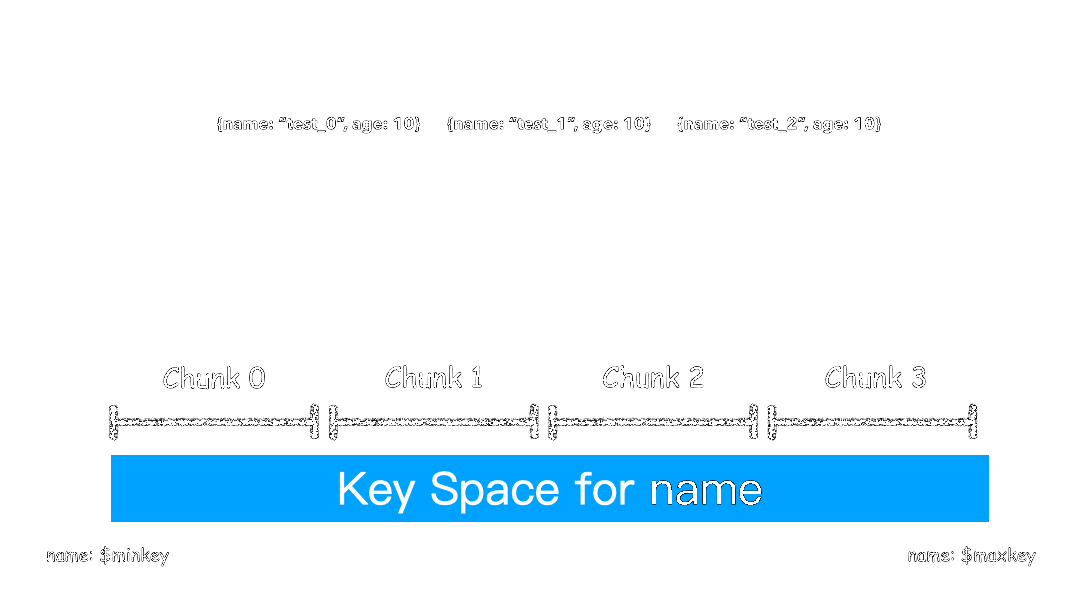 {name: “test_0”, age: 10} {name: “test_1”, age: 10} {name: “test_2”, age: 10}
Chunk 0 Chunk 1 Chunk 2 Chunk 3
Key Space for name
name: $minkey name: $maxkey